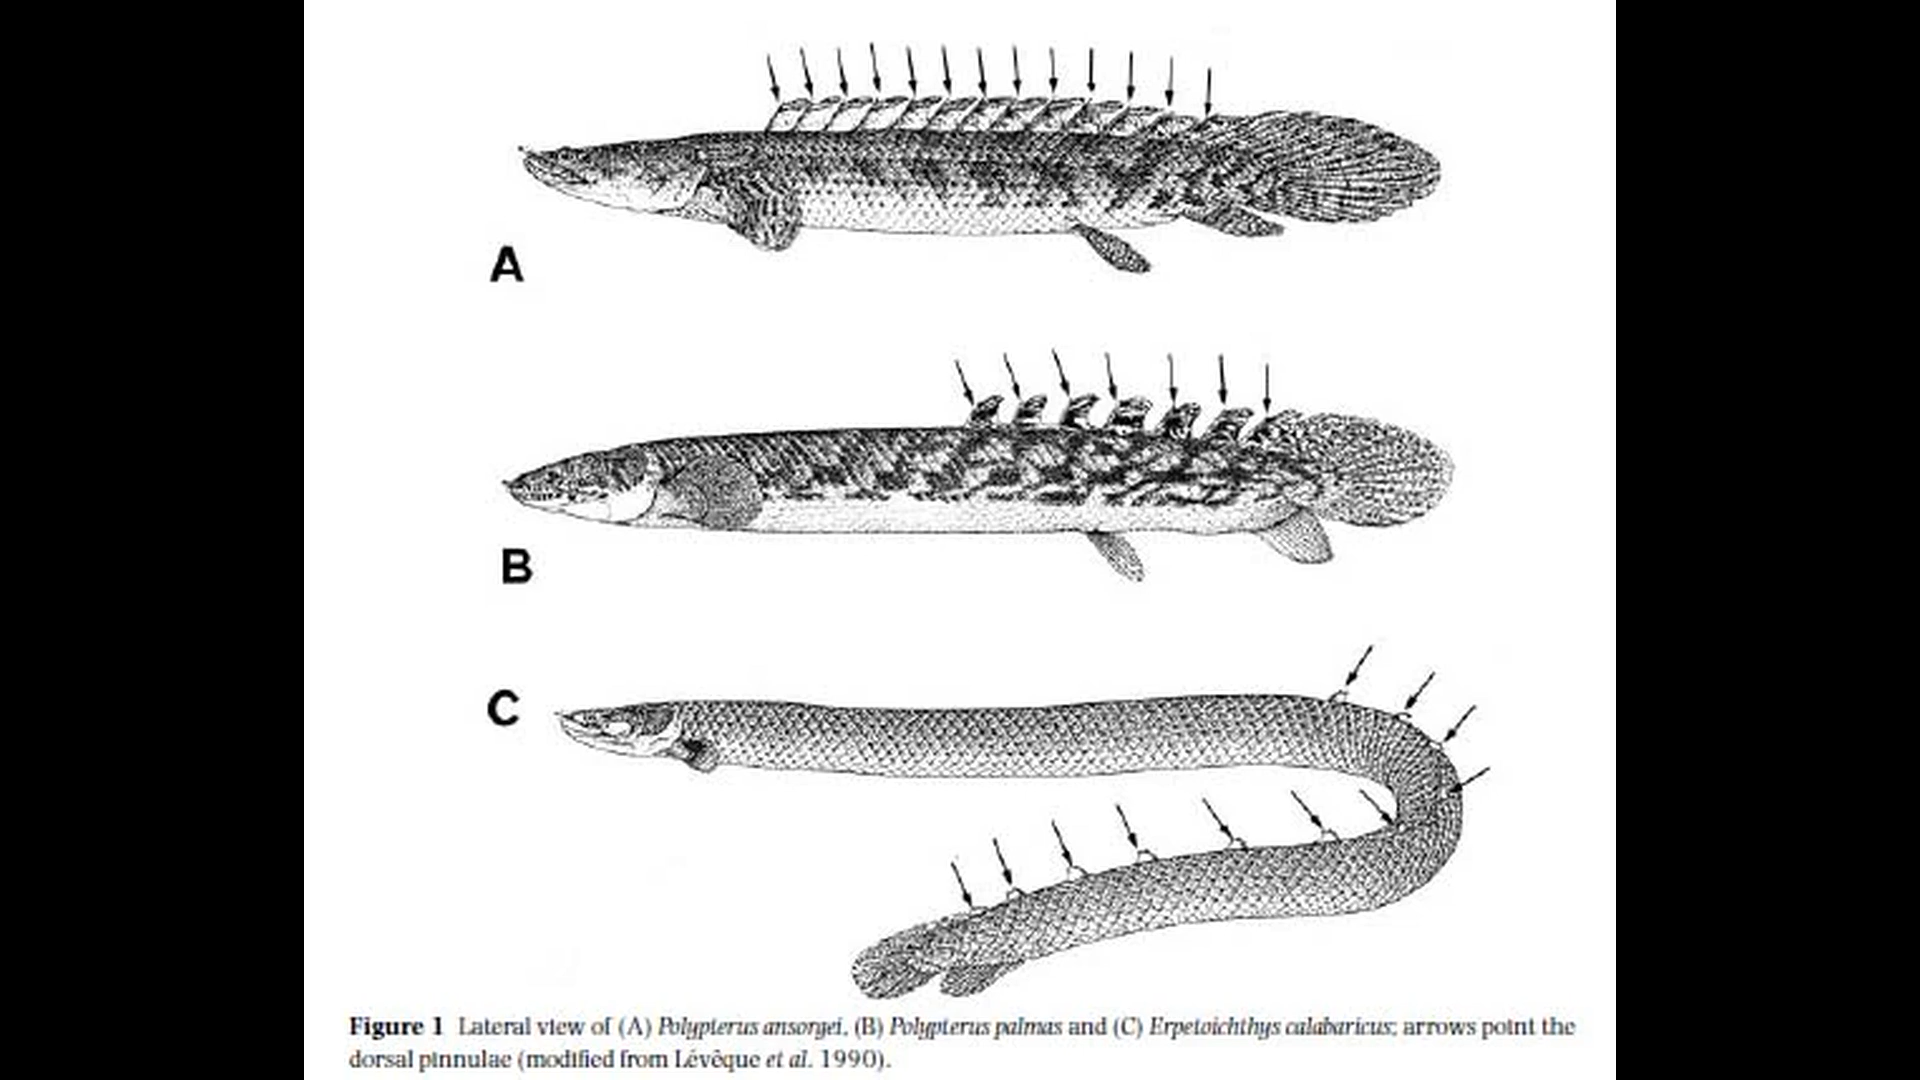 A
B
C
Figure 1 Lateral view of (A) Polypterus ansorgei, (B) Polypterus palmas and (C) Erpetoichthys calabaricus; arrows point the
dorsal pinnulae (modified from Lévêque et al. 1990).